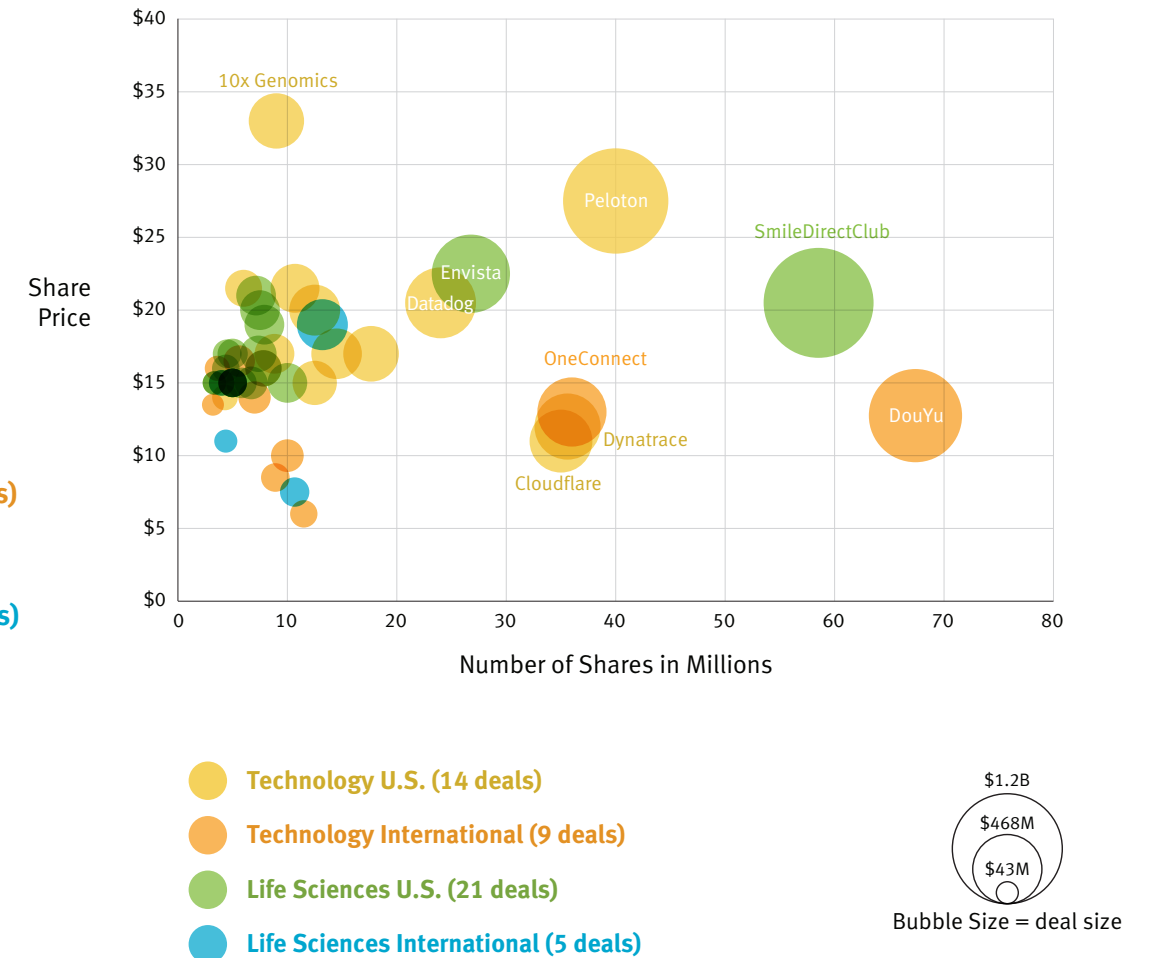 $40
10x Genomics
$35
$30
Peloton
$25
SmileDirectClub
Envista
Share
Price
$20
Datadog
OneConnect
$15
DouYu
Dynatrace
$10
Cloudflare
s)
$5
$0
s)
0 10 20 30 40 50 60 70 80
Number of Shares in Millions
Technology U.S. (14 deals)
Technology International (9 deals)
Life Sciences U.S. (21 deals)
Life Sciences International (5 deals)
$1.2B
$468M
$43M
Bubble Size = deal size